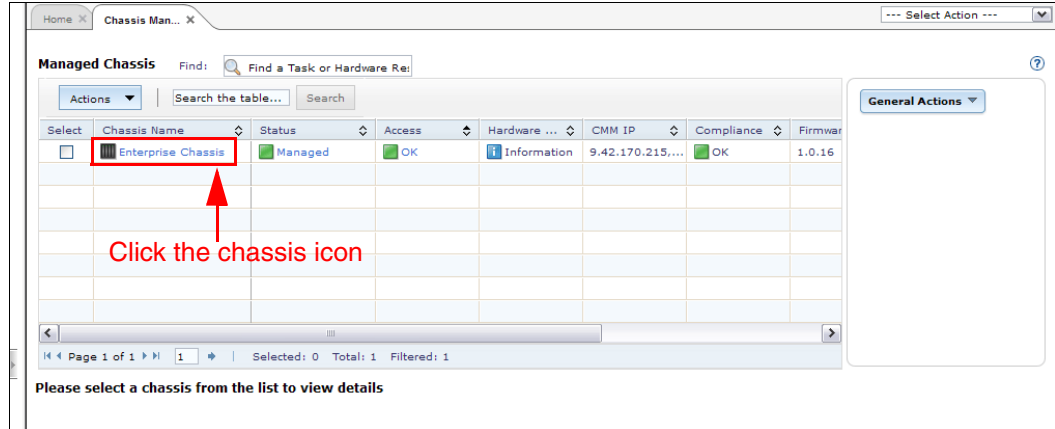 Home Chassis Man... --- Select Action ---
Managed Chassis Find: Find a Task or Hardware Re:
Actions Search the table... Search General Actions
Select Chassis Name Status Access Hardware ... CMM IP Compliance Firmwar
Enterprise Chassis Managed OK Information 9.42.170.215,... OK 1.0.16
Click the chassis icon
Page 1 of 1 1 Selected: 0 Total: 1 Filtered: 1
Please select a chassis from the list to view details